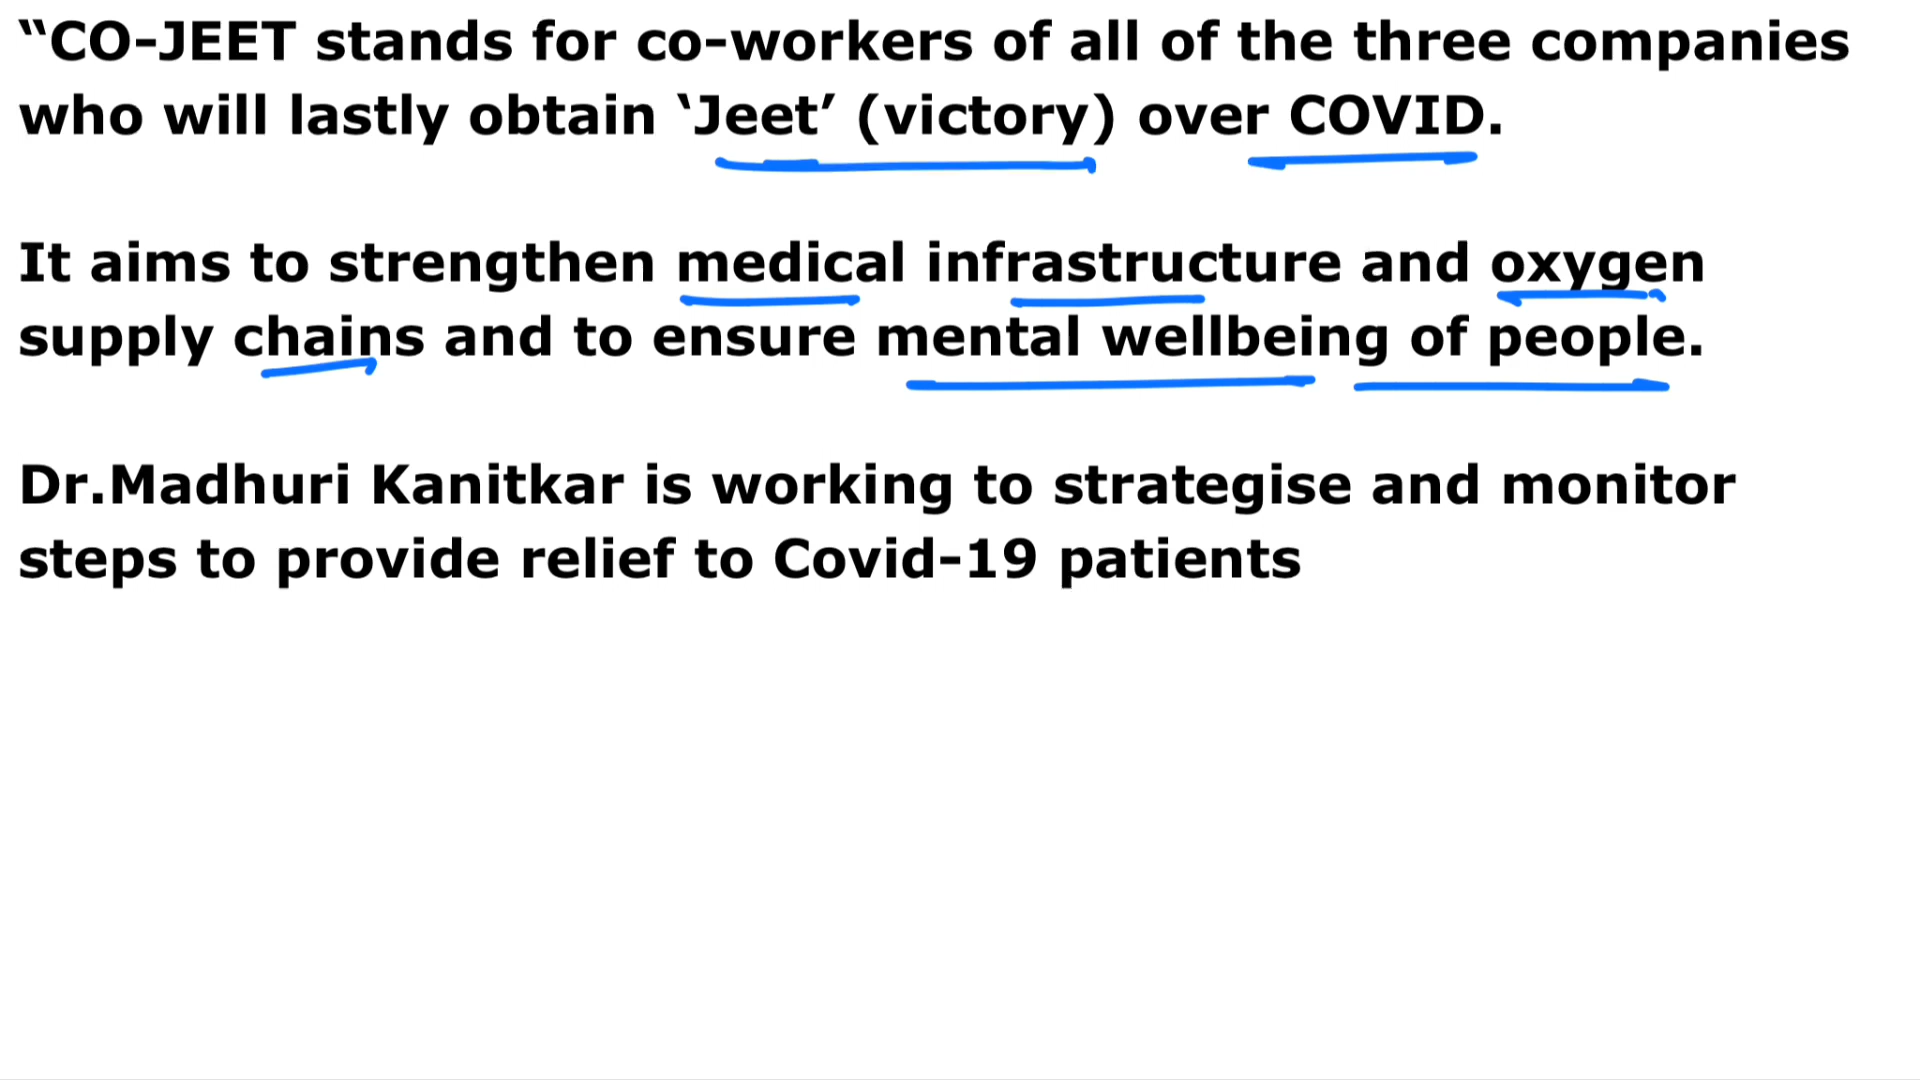 “CO-JEET stands for co-workers of all of the three companies
who will lastly obtain ‘Jeet’ (victory) over COVID.
It aims to strengthen medical infrastructure and oxygen
supply chains and to ensure mental wellbeing of people.
Dr.Madhuri Kanitkar is working to strategise and monitor
steps to provide relief to Covid-19 patients